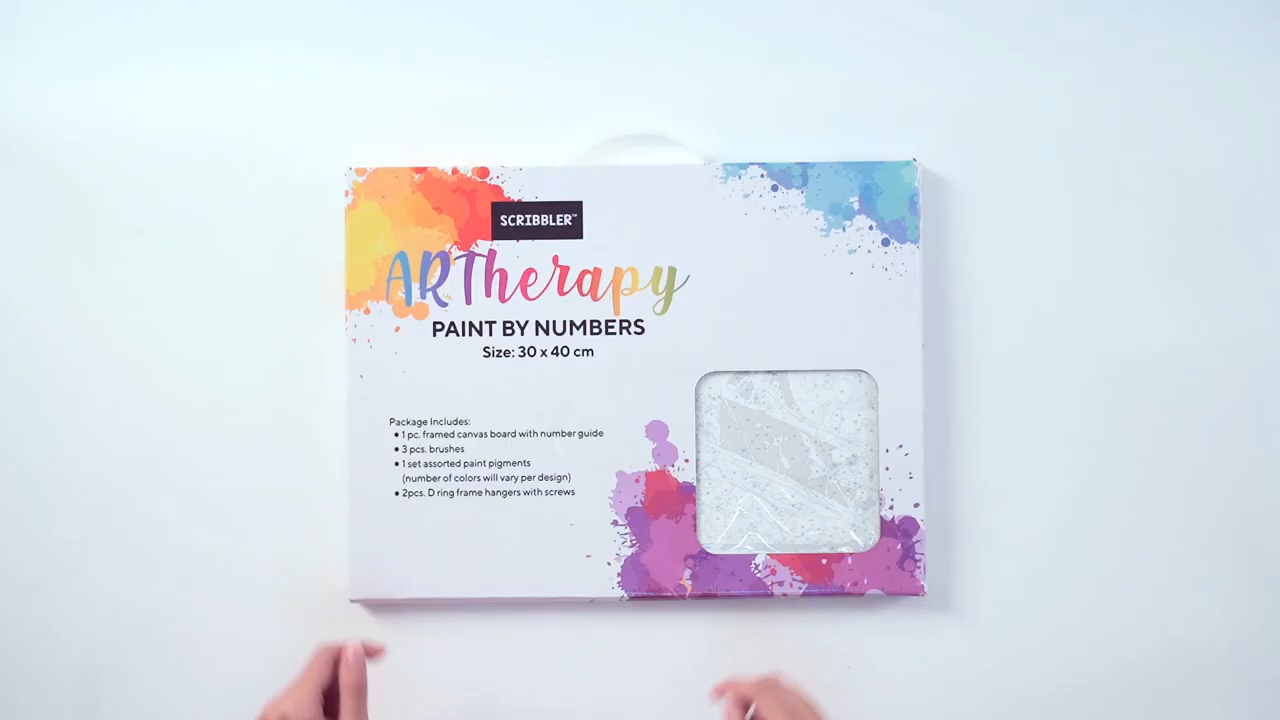 SCRIBBLER™
ARTherapy
PAINT BY NUMBERS
Size: 30 x 40 cm
Package Includes:
● 1 pc. framed canvas board with number guide
● 3 pcs. brushes
● 1 set assorted paint pigments
(number of colors will vary per design)
● 2pcs. D ring frame hangers with screws